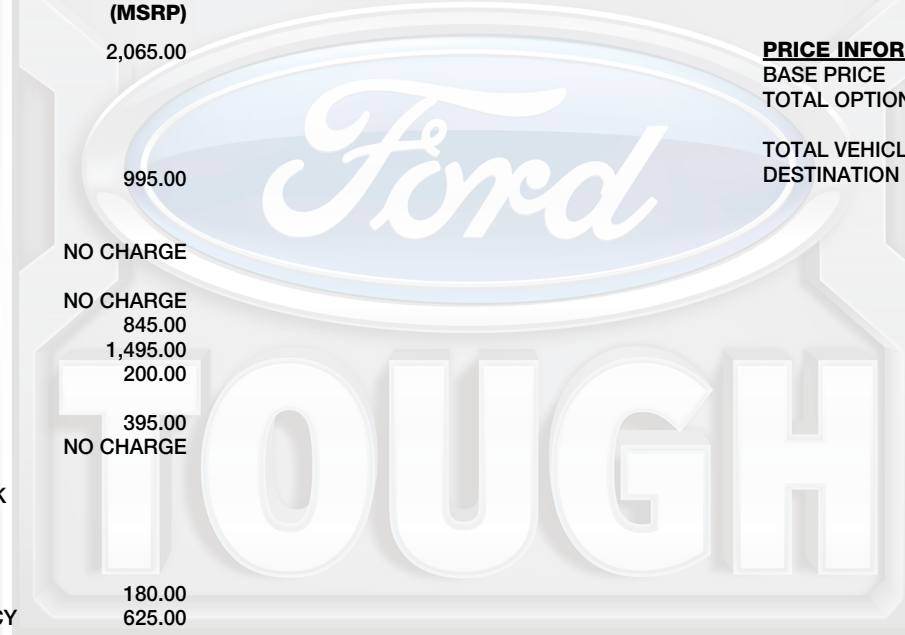 (MSRP)
2,065.00
995.00
NO CHARGE
NO CHARGE
845.00
1,495.00
200.00
395.00
NO CHARGE
K
180.00
CY 625.00
PRICE INFOR
BASE PRICE
TOTAL OPTION
TOTAL VEHICL
DESTINATION
Ford
TOUGH